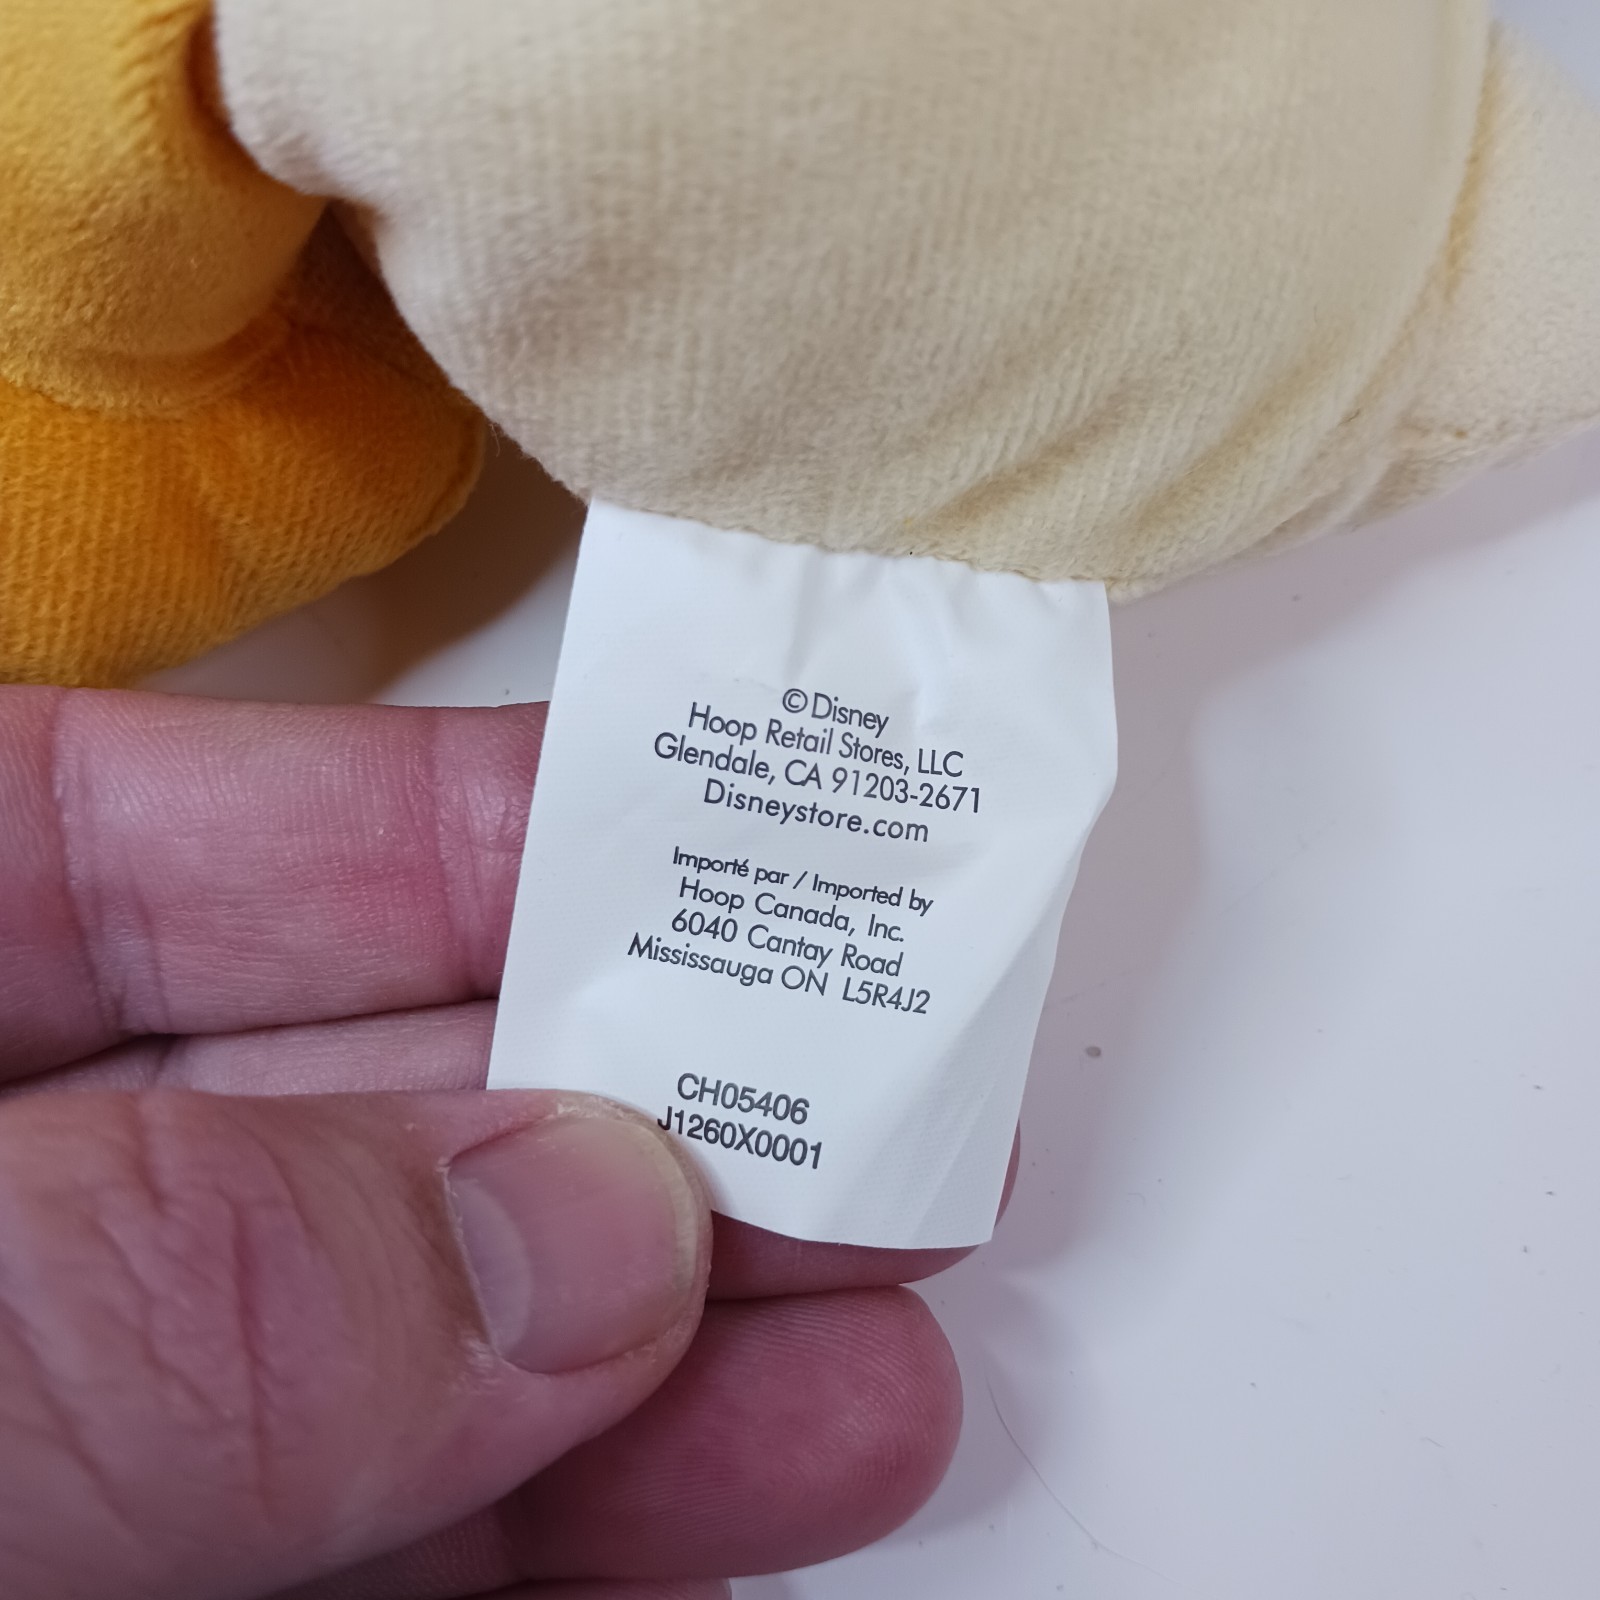 ©Disney
Hoop Retail Stores, LLC
Glendale, CA 91203-2671
Disneystore.com
Importé par / Imported by
Hoop Canada, Inc.
6040 Cantay Road
Mississauga ON L5R4J2
CH05406
J1260X0001